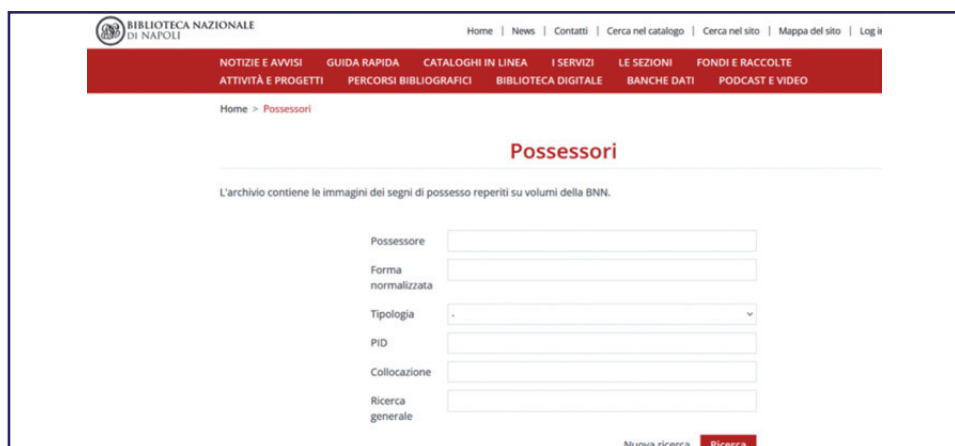 BIBLIOTECA NAZIONALE
DI NAPOLI
Home | News | Contatti | Cerca nel catalogo | Cerca nel sito | Mappa del sito | Log in
NOTIZIE E AVVISI GUIDA RAPIDA CATALOGHI IN LINEA I SERVIZI LE SEZIONI FONDI E RACCOLTE
ATTIVITÀ E PROGETTI PERCORSI BIBLIOGRAFICI BIBLIOTECA DIGITALE BANCHE DATI PODCAST E VIDEO
Home > Possessori
Possessori
L'archivio contiene le immagini dei segni di possesso reperiti su volumi della BNN.
Possessore
Forma
normalizzata
Tipologia -
PID
Collocazione
Ricerca
generale
Nuova ricerca Ricerca